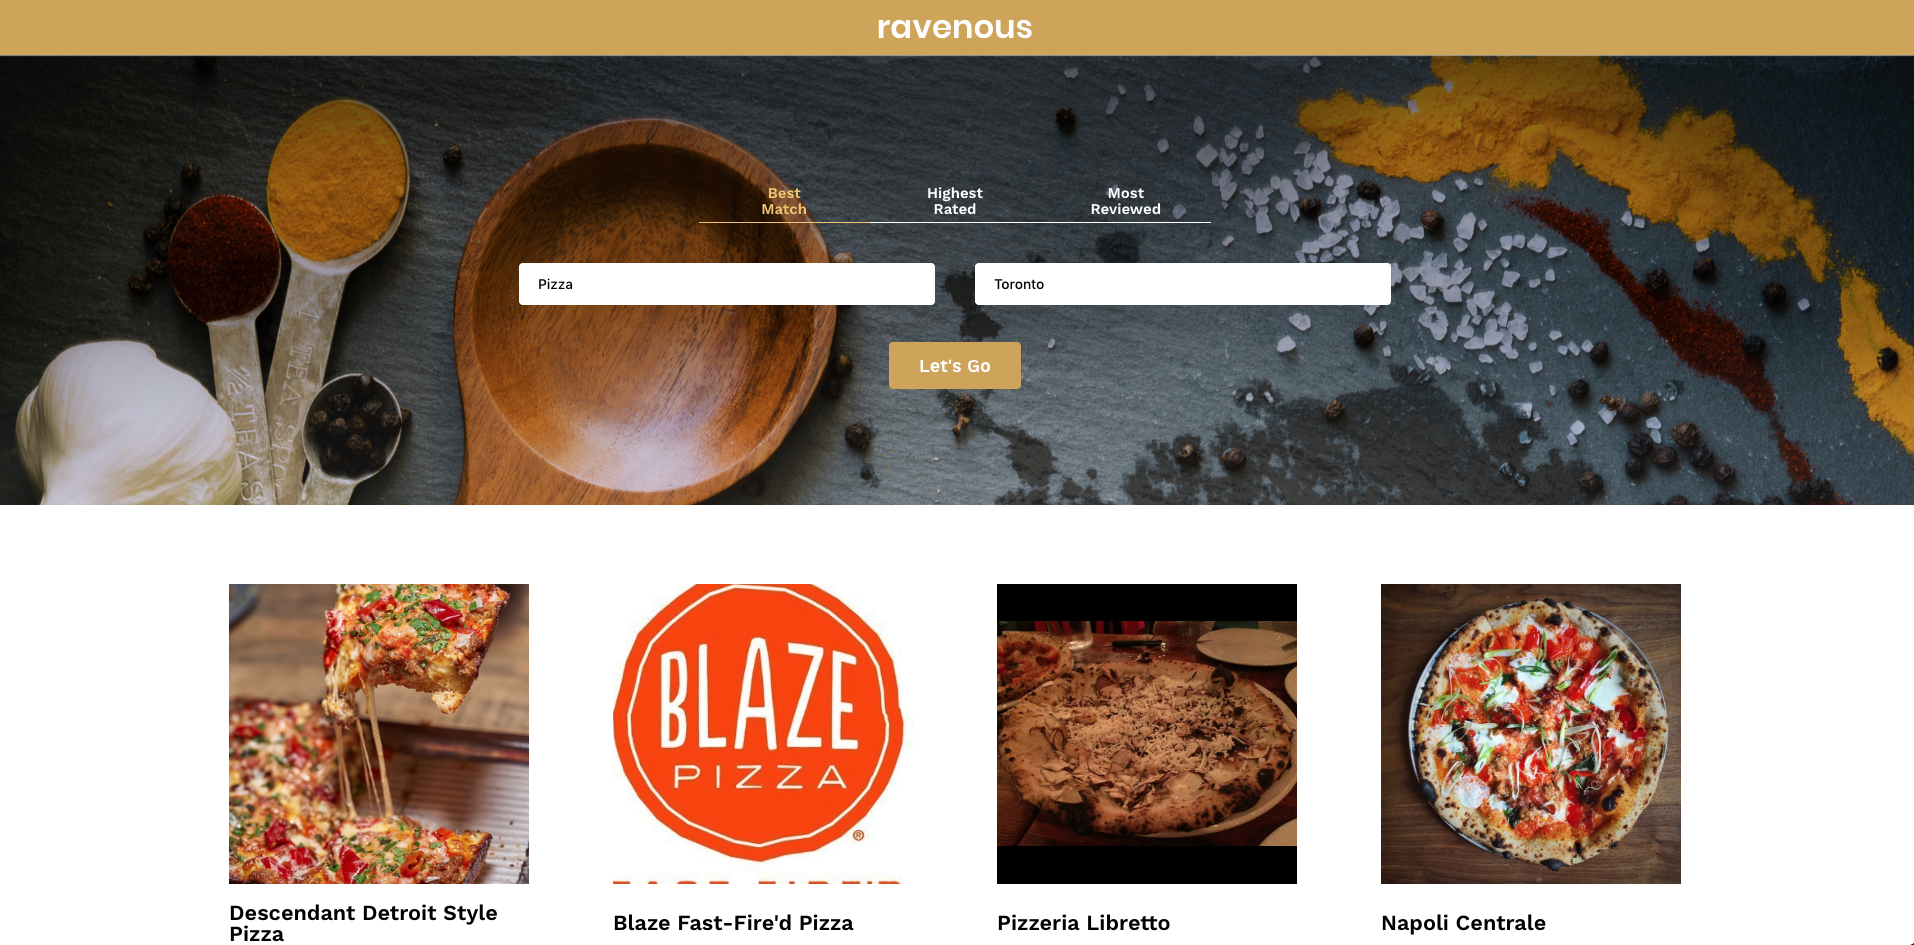 ravenous
Best
Match
Highest
Rated
Most
Reviewed
Pizza
Toronto
Let's Go
BLAZE
PIZZA
®
Descendant Detroit Style
Pizza
Blaze Fast-Fire'd Pizza
Pizzeria Libretto
Napoli Centrale